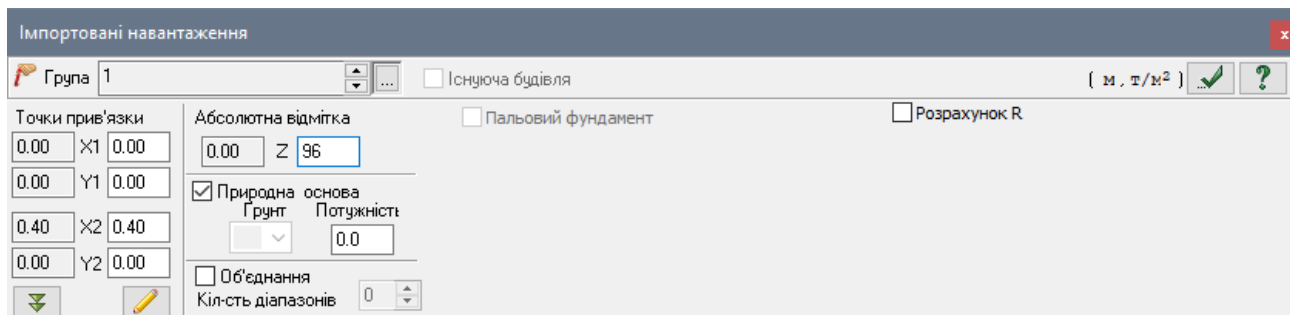 Імпортовані навантаження
x
Група 1 ... Існуюча будівля ( м, т/м² ) ?
Точки прив'язки Абсолютна відмітка Пальовий фундамент Розрахунок R
0.00 X1 0.00 0.00 Z 96
0.00 Y1 0.00 Природна основа
Ґрунт Потужність
0.40 X2 0.40 0.0
0.00 Y2 0.00 Об'єднання
Кіл-сть діапазонів 0